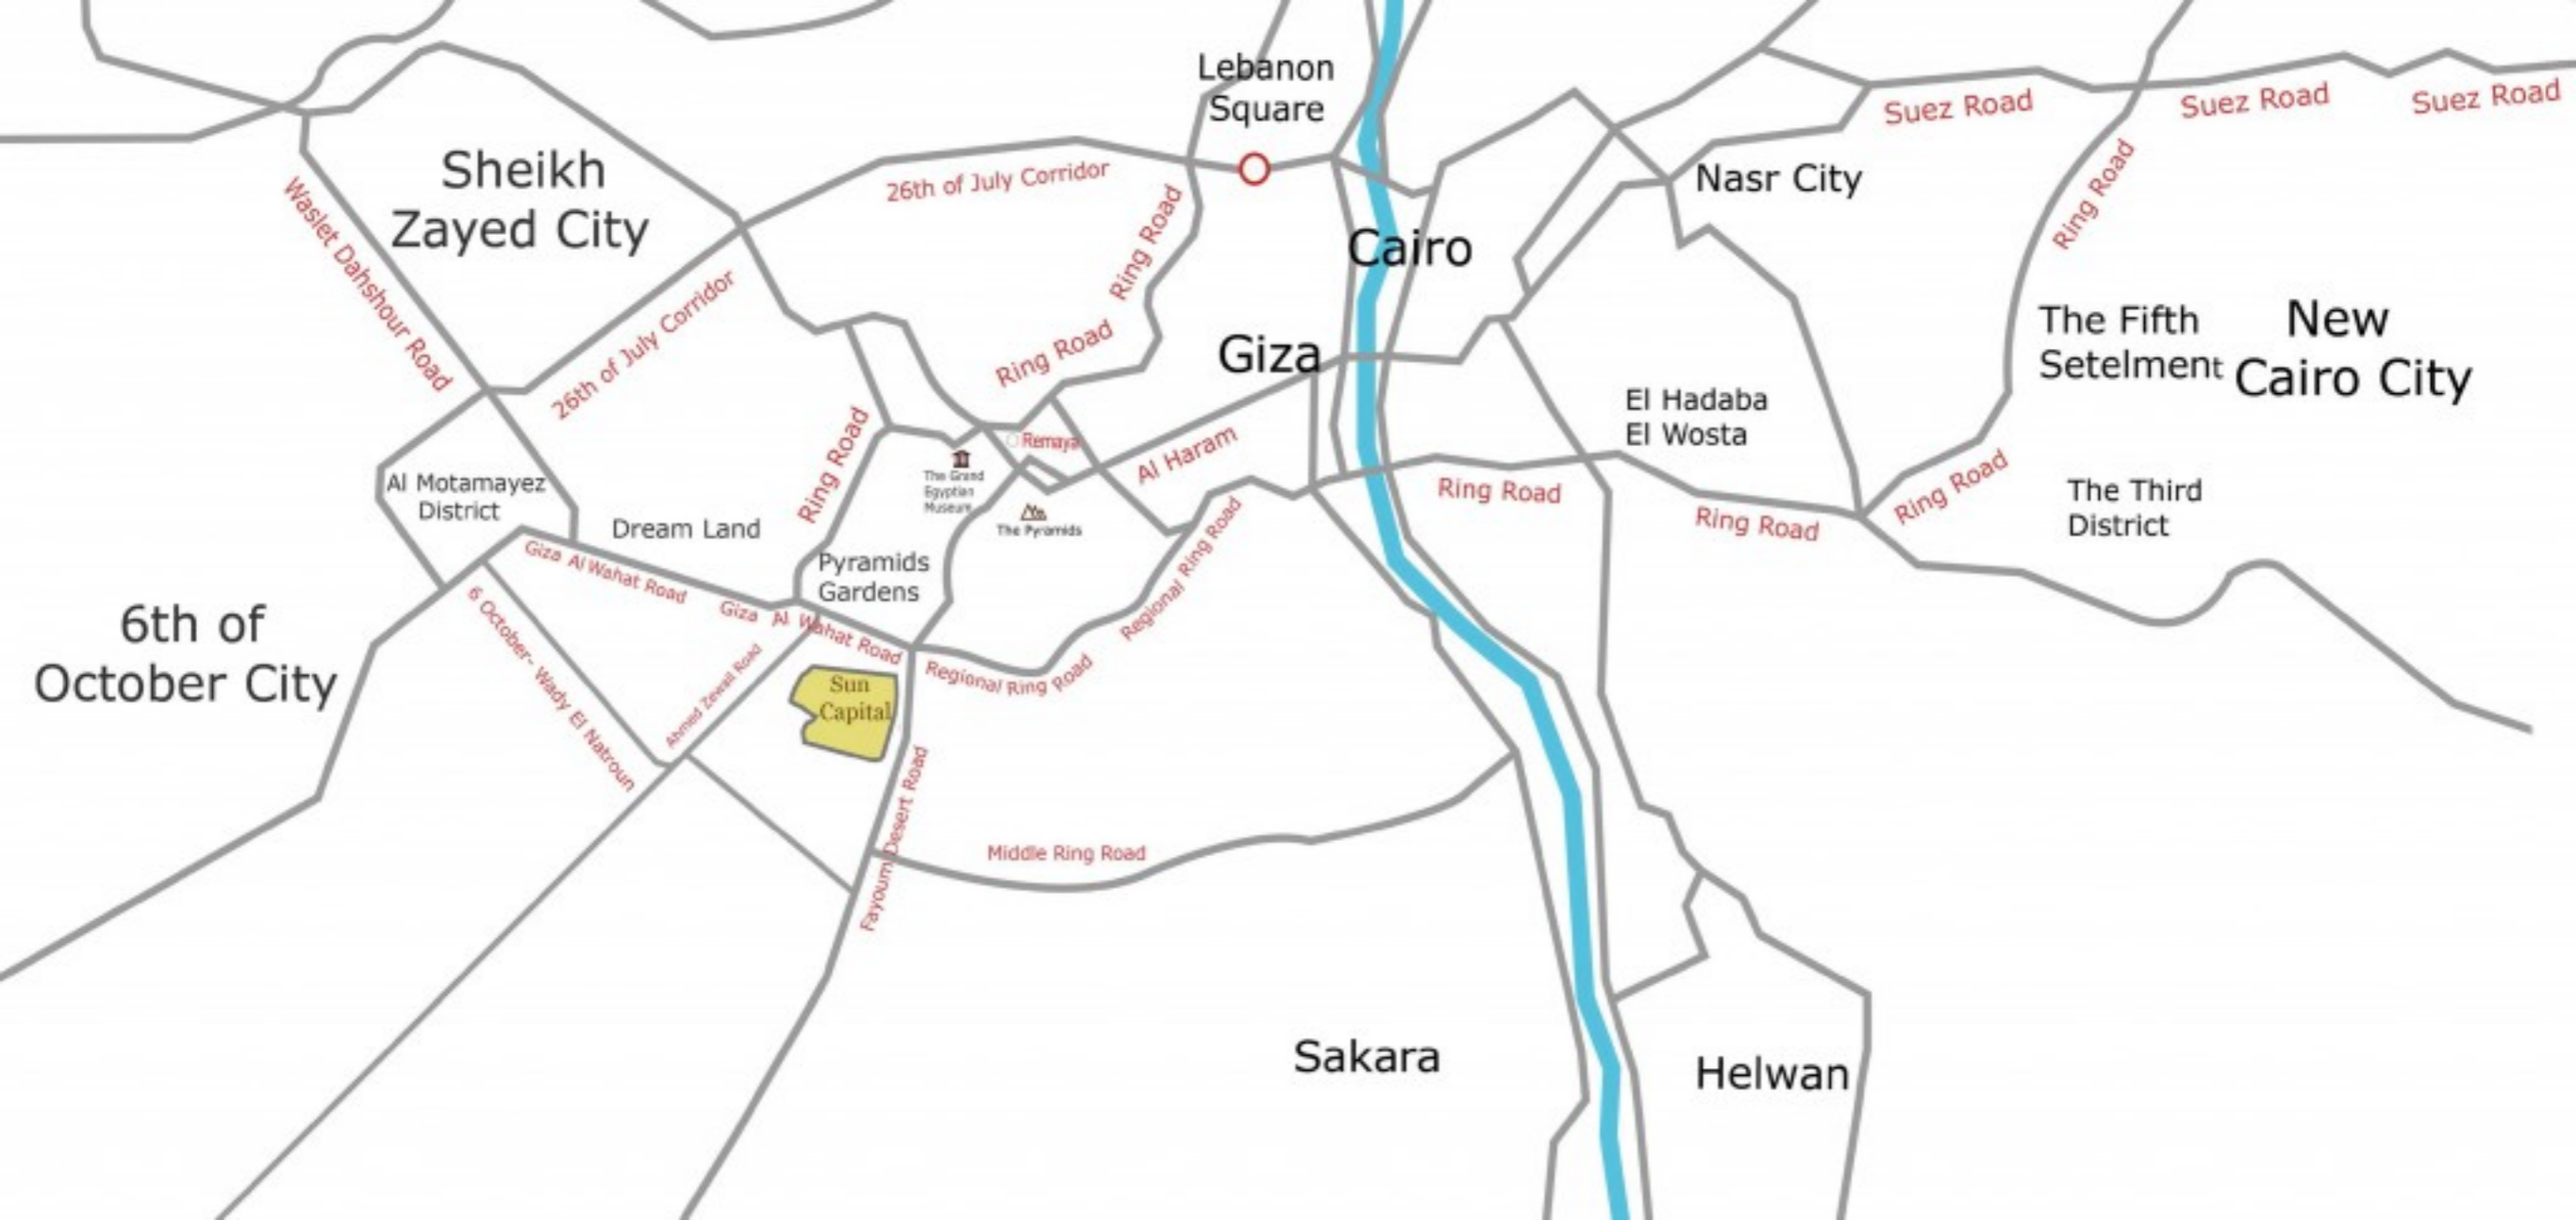 Lebanon
Square
Suez Road
Suez Road
Suez Road
Sheikh
Zayed City
26th of July Corridor
Nasr City
Ring Road
Ring Road
Waslet Dahshour Road
Cairo
26th of July Corridor
Ring Road
Giza
The Fifth
Setelment
New
Cairo City
El Hadaba
El Wosta
Remaya
Al Haram
Ring Road
The Grand
Egyptian
Museum
Al Motamayez
District
Ring Road
Ring Road
Ring Road
The Third
District
Dream Land
The Pyramids
Giza Al Wahat Road
Pyramids
Gardens
Regional Ring Road
6th of
October City
6 October- Wady El Natroun
Giza Al Wahat Road
Ahmed Zewail Road
Regional Ring Road
Sun
Capital
Fayoum Desert Road
Middle Ring Road
Sakara
Helwan